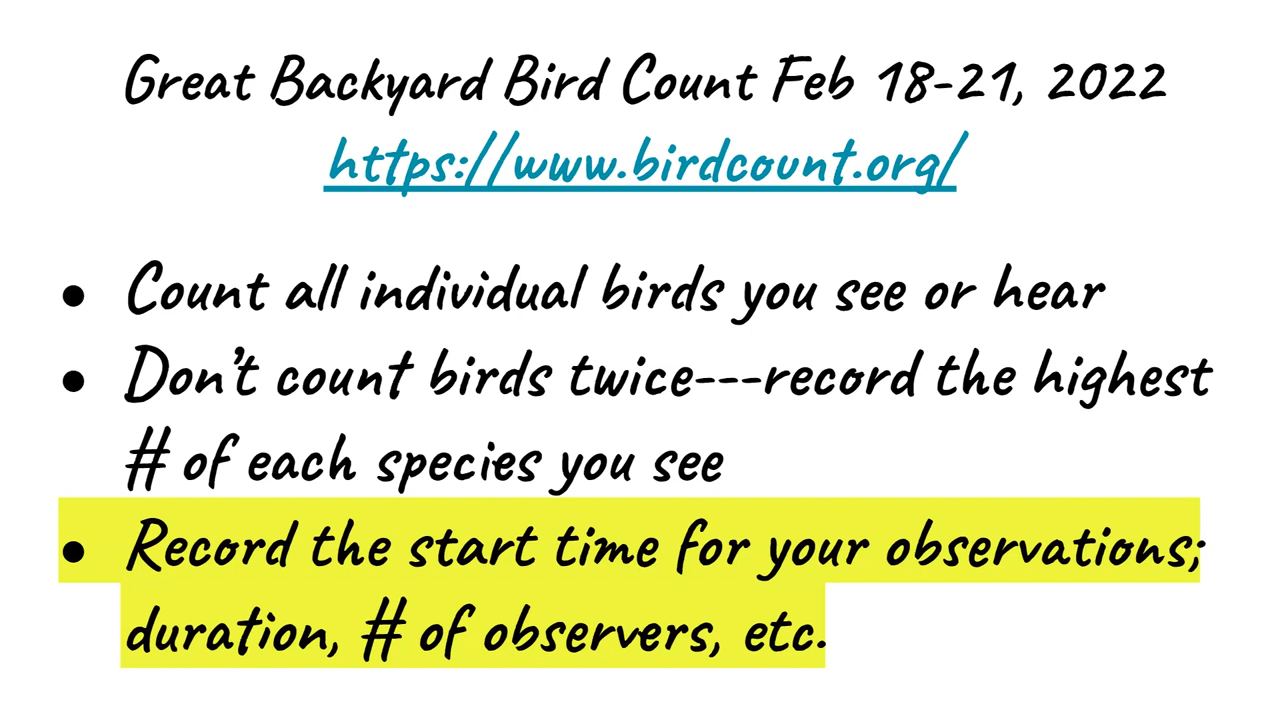 Great Backyard Bird Count Feb 18-21, 2022
https://www.birdcount.org/
● Count all individual birds you see or hear
● Don’t count birds twice---record the highest
# of each species you see
● Record the start time for your observations;
duration, # of observers, etc.